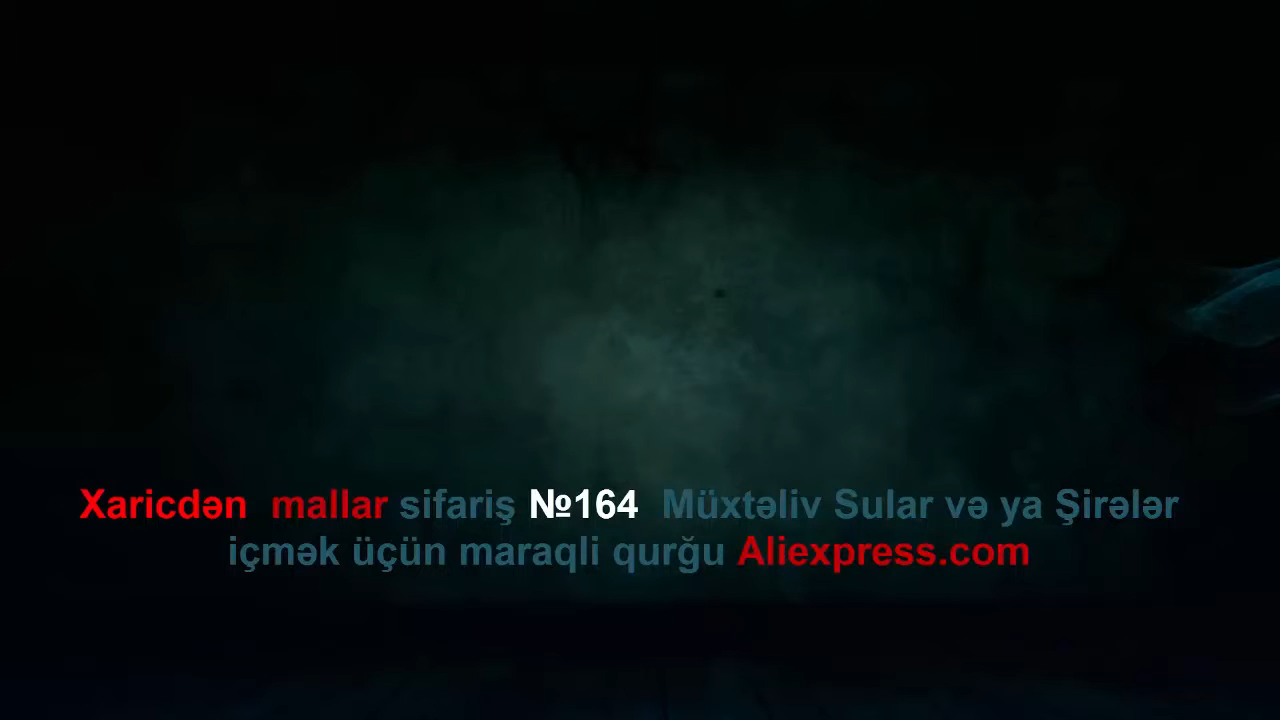 Xaricdən mallar sifariş №164 Müxtəliv Sular və ya Şirələr
içmək üçün maraqli qurğu Aliexpress.com